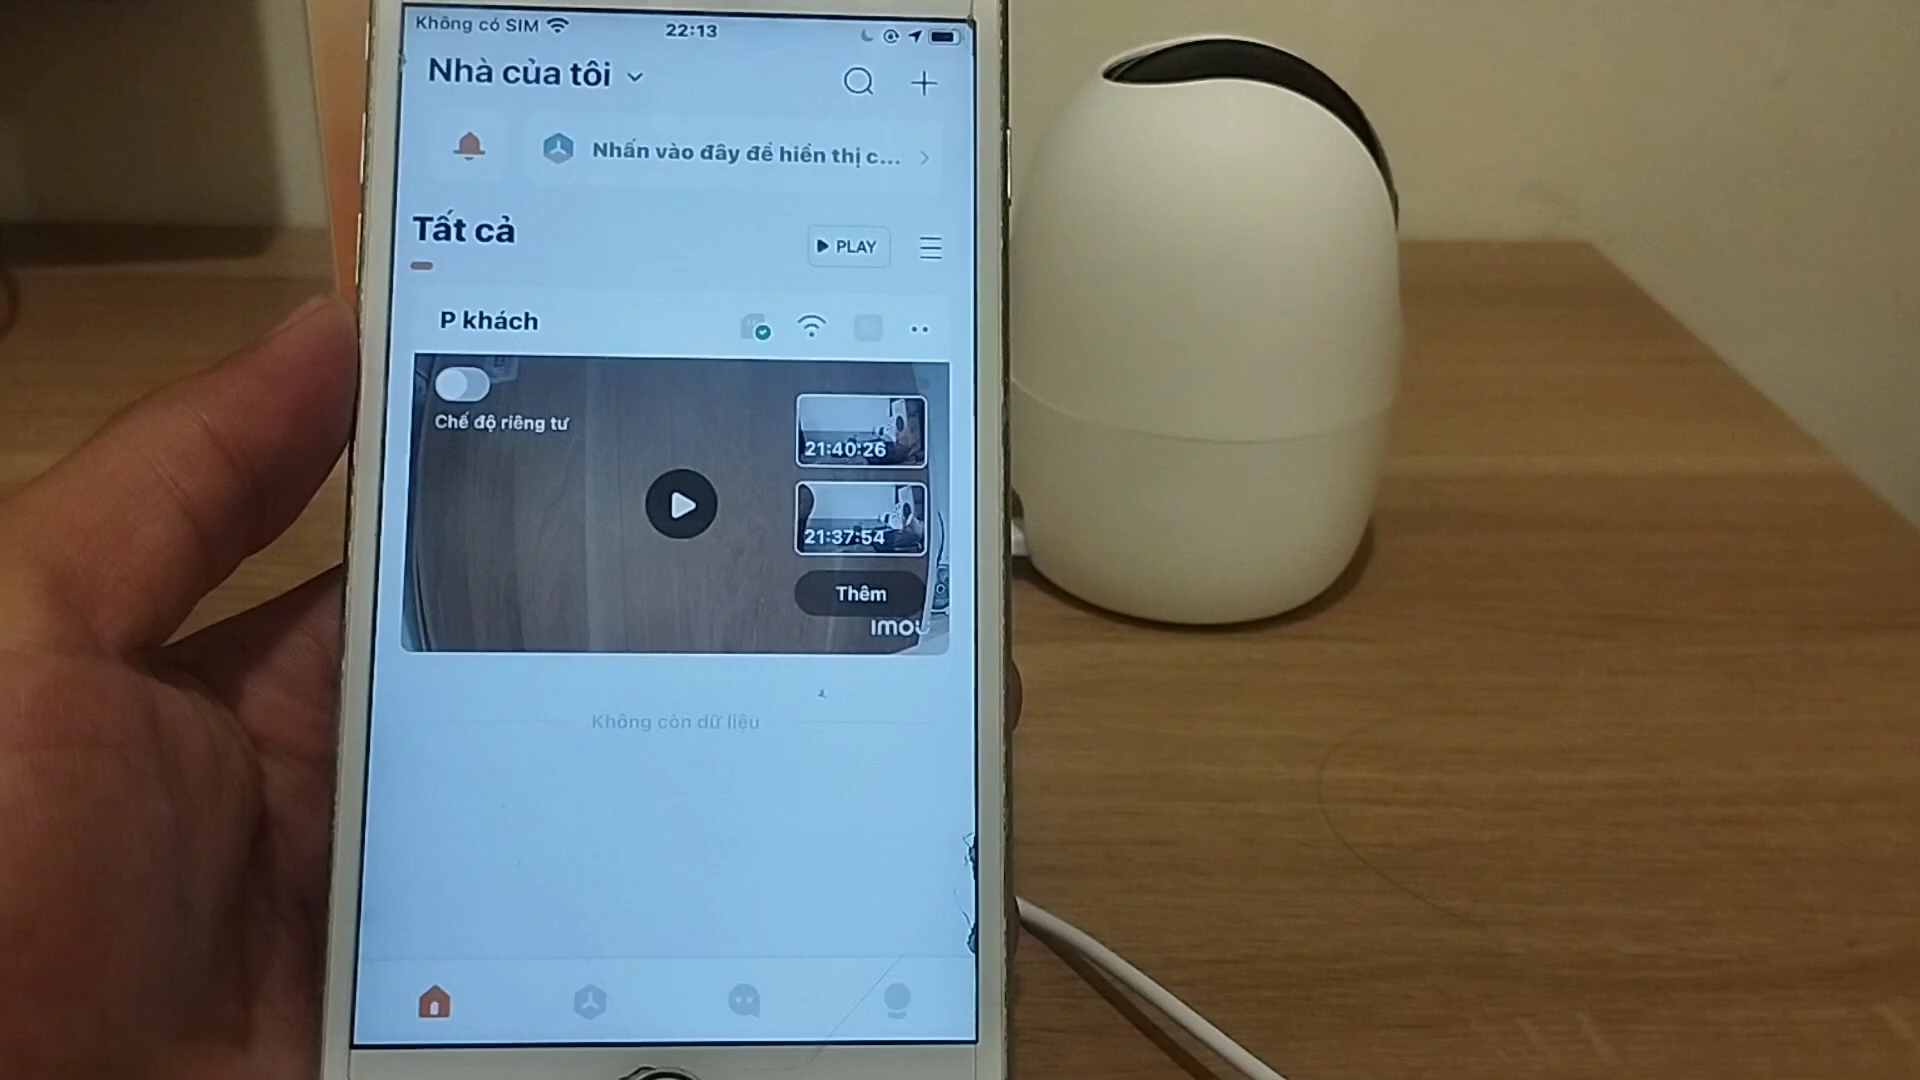 Không có SIM
22:13
Nhà của tôi
Nhấn vào đây để hiển thị c...
Tất cả
PLAY
P khách
Chế độ riêng tư
21:40:26
21:37:54
Thêm
imou
Không còn dữ liệu